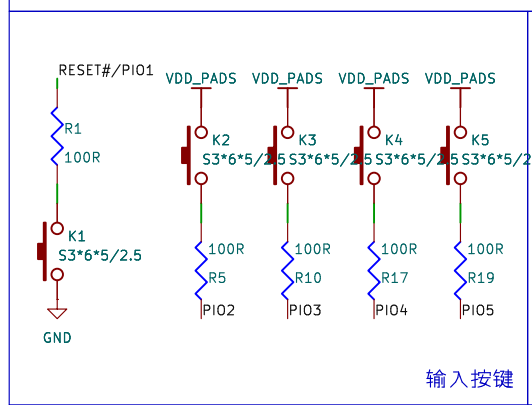 RESET#/PIO1
R1
100R
K1
S3*6*5/2.5
GND
VDD_PADS VDD_PADS VDD_PADS VDD_PADS
K2 K3 K4 K5
S3*6*5/2.5 S3*6*5/2.5 S3*6*5/2.5 S3*6*5/2
100R 100R 100R 100R
R5 R10 R17 R19
PIO2 PIO3 PIO4 PIO5
输入按键